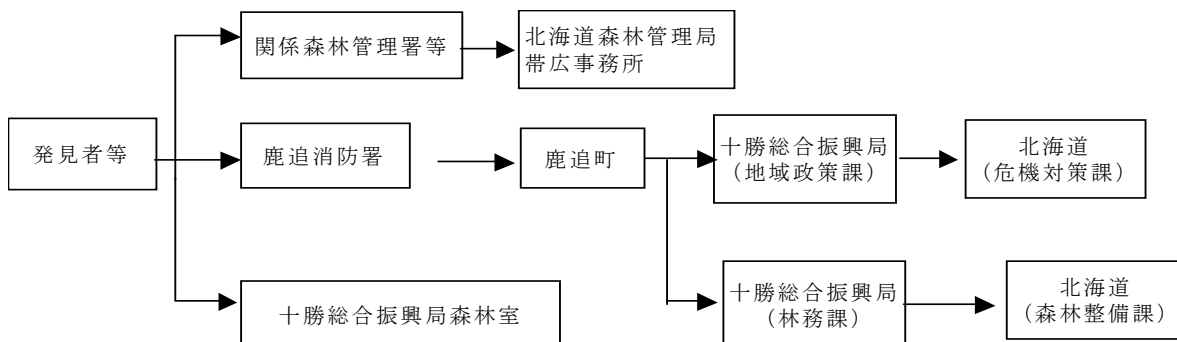 関係森林管理署等
北海道森林管理局
帯広事務所
発見者等
鹿追消防署
鹿追町
十勝総合振興局
（地域政策課）
北海道
（危機対策課）
十勝総合振興局森林室
十勝総合振興局
（林務課）
北海道
（森林整備課）